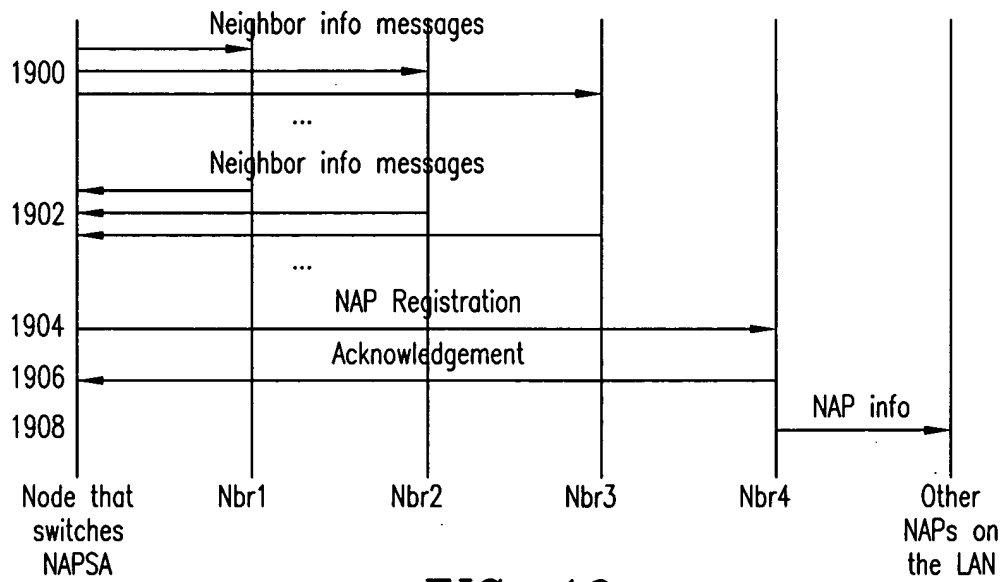 Neighbor info messages
1900
...
Neighbor info messages
1902
...
NAP Registration
1904
Acknowledgement
1906
NAP info
1908
Node that
switches
NAPSA
Nbr1
Nbr2
Nbr3
Nbr4
Other
NAPs on
the LAN